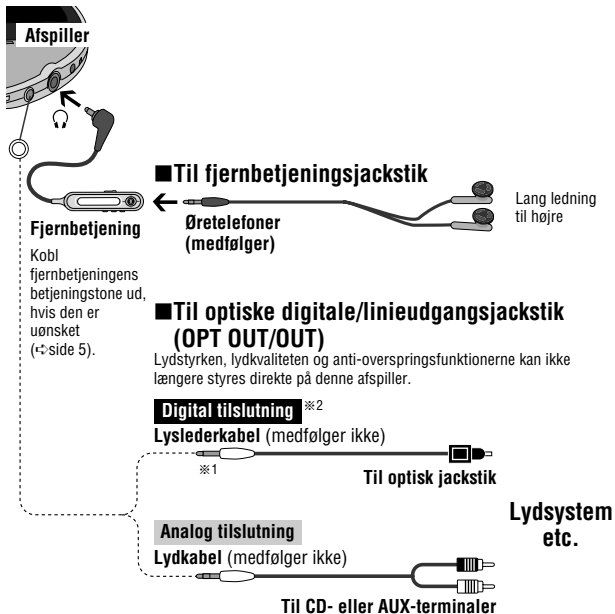 Afspiller
■Til fjernbetjeningsjackstik
Fjernbetjening
Kobl
fjernbetjeningens
betjeningstone ud,
hvis den er
uønsket
(➪side 5).
Øretelefoner
(medfølger)
Lang ledning
til højre
■Til optiske digitale/linieudgangsjackstik
(OPT OUT/OUT)
Lydstyrken, lydkvaliteten og anti-overspringsfunktionerne kan ikke
længere styres direkte på denne afspiller.
Digital tilslutning ※2
Lyslederkabel (medfølger ikke)
※1
Til optisk jackstik
Lydsystem
etc.
Analog tilslutning
Lydkabel (medfølger ikke)
Til CD- eller AUX-terminaler